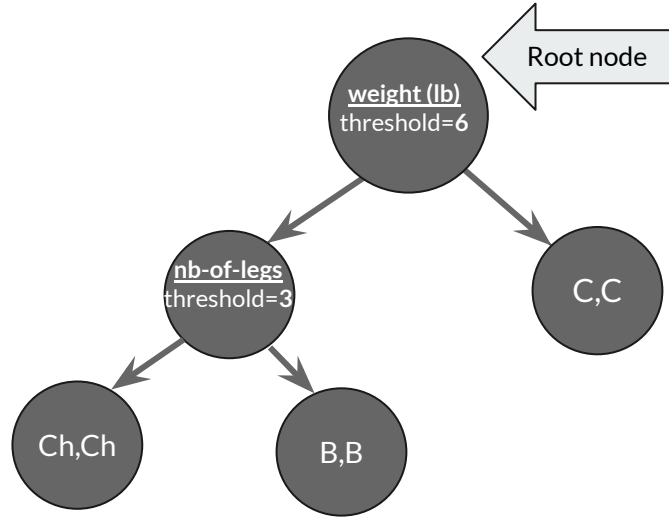 Root node
weight (lb)
threshold=6
nb-of-legs
threshold=3
C,C
Ch,Ch
B,B